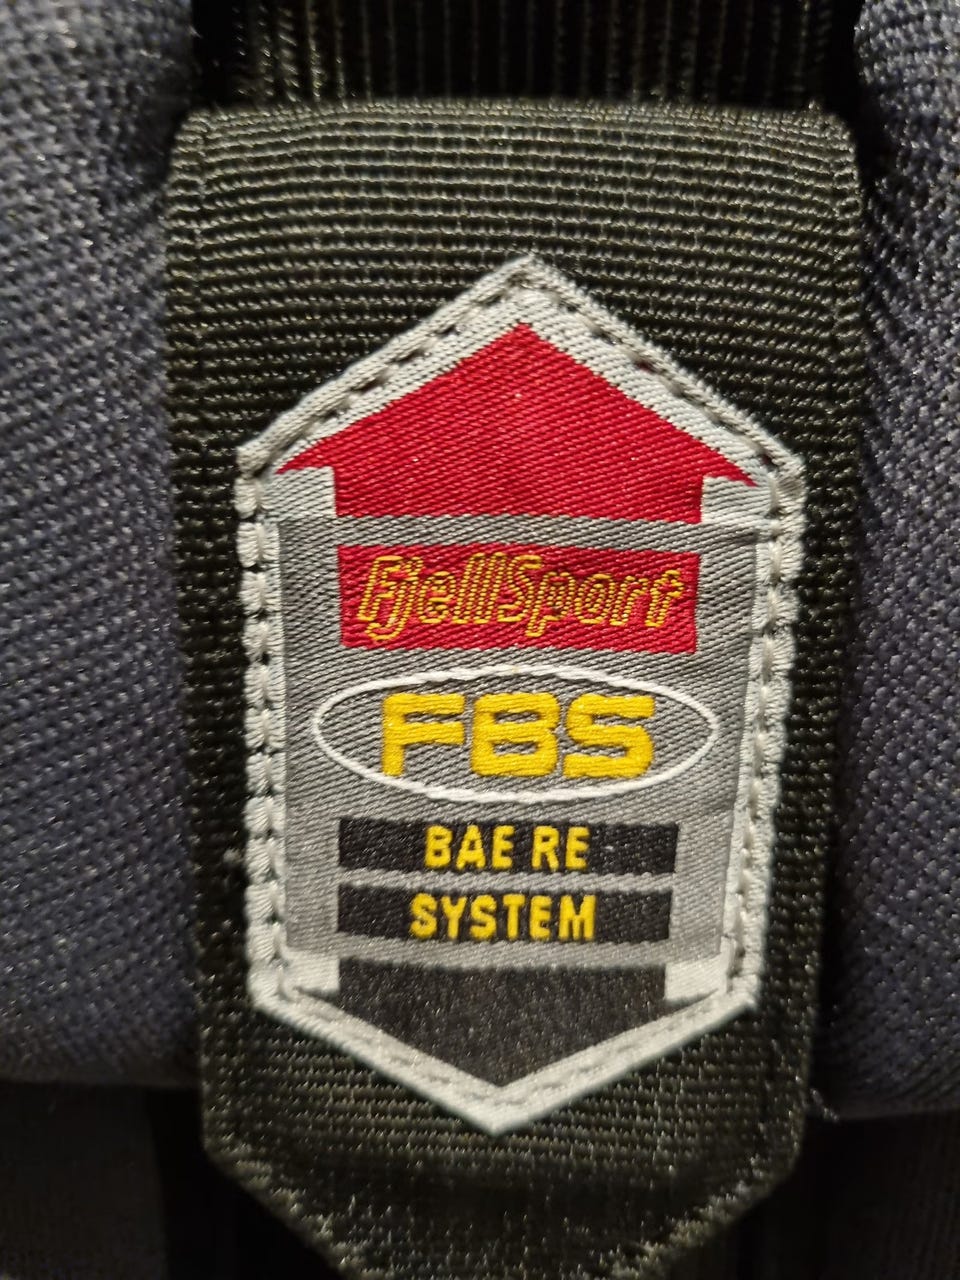 FjellSport
FBS
BAE RE
SYSTEM